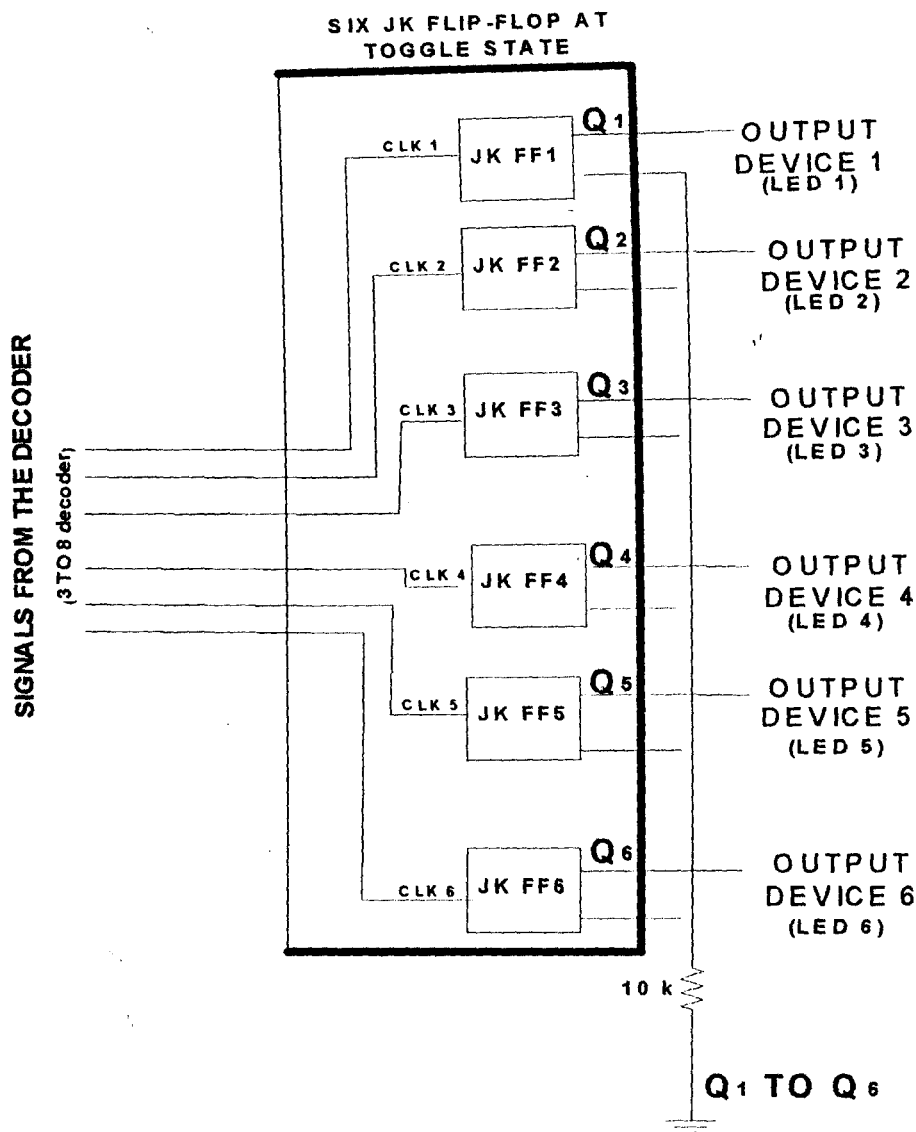 SIX JK FLIP-FLOP AT
TOGGLE STATE
Q1
CLK 1
JK FF1
OUTPUT
DEVICE 1
(LED 1)
Q2
CLK 2
JK FF2
OUTPUT
DEVICE 2
(LED 2)
Q3
CLK 3
JK FF3
OUTPUT
DEVICE 3
(LED 3)
SIGNALS FROM THE DECODER
(3 TO 8 decoder)
Q4
CLK 4
JK FF4
OUTPUT
DEVICE 4
(LED 4)
Q5
CLK 5
JK FF5
OUTPUT
DEVICE 5
(LED 5)
Q6
CLK 6
JK FF6
OUTPUT
DEVICE 6
(LED 6)
10 k
Q1 TO Q6